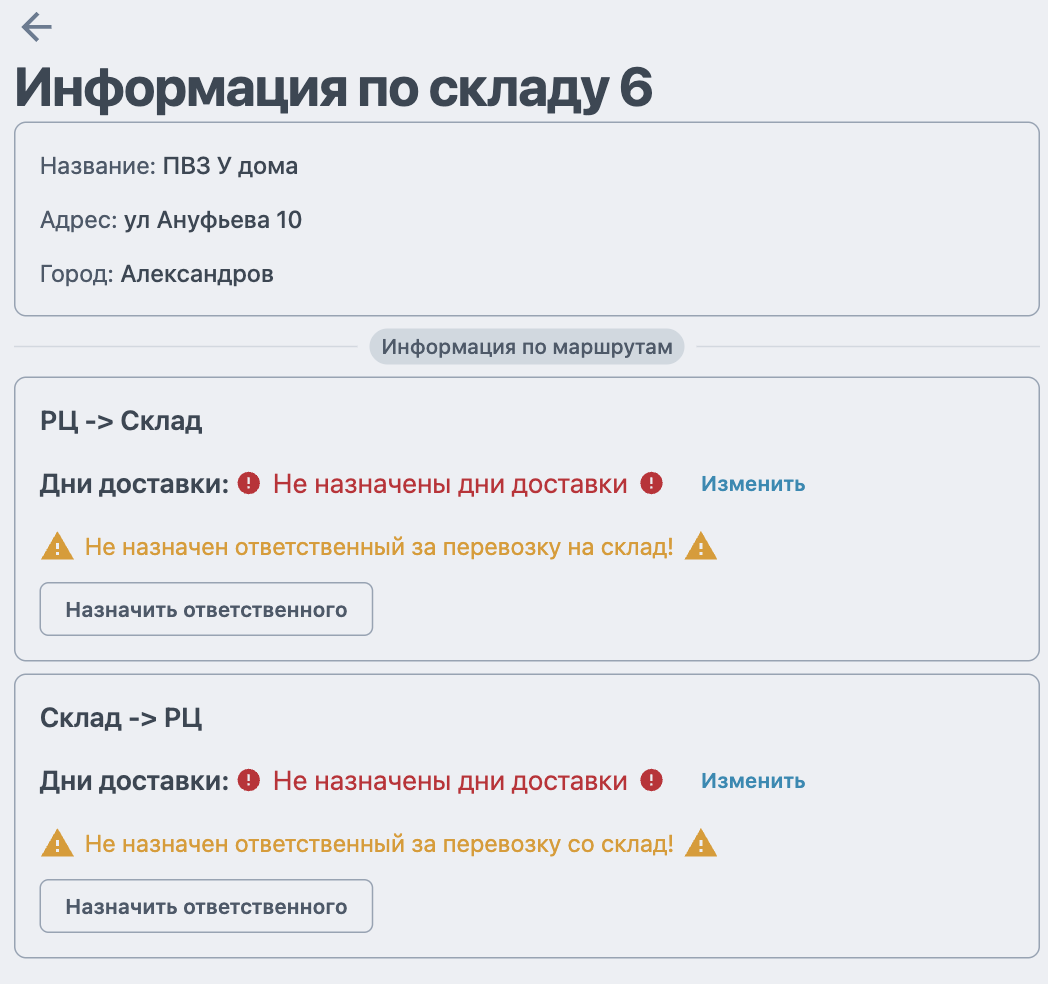 Информация по складу 6
Название: ПВЗ У дома
Адрес: ул Ануфьева 10
Город: Александров
Информация по маршрутам
РЦ -> Склад
Дни доставки: Не назначены дни доставки Изменить
Не назначен ответственный за перевозку на склад!
Назначить ответственного
Склад -> РЦ
Дни доставки: Не назначены дни доставки Изменить
Не назначен ответственный за перевозку со склад!
Назначить ответственного